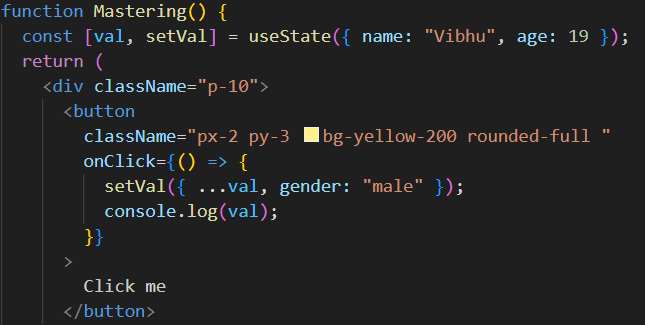 function Mastering() {
  const [val, setVal] = useState({ name: "Vibhu", age: 19 });
  return (
    <div className="p-10">
      <button
        className="px-2 py-3 bg-yellow-200 rounded-full "
        onClick={() => {
          setVal({ ...val, gender: "male" });
          console.log(val);
        }}
      >
        Click me
      </button>